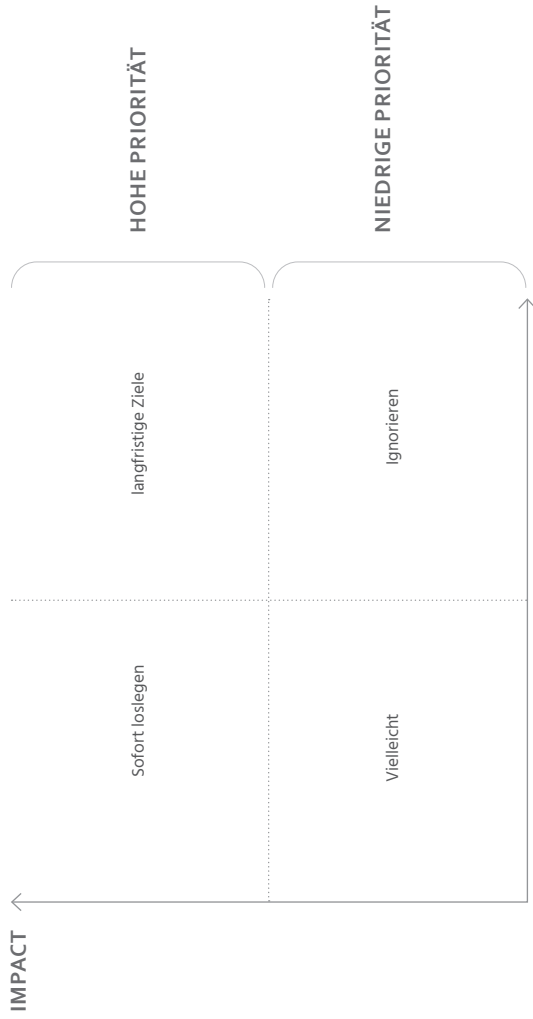 IMPACT
HOHE PRIORITÄT
Sofort loslegen
langfristige Ziele
NIEDRIGE PRIORITÄT
Vielleicht
Ignorieren